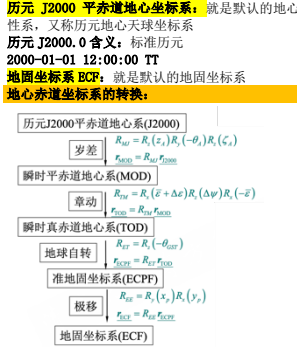 历元 J2000 平赤道地心坐标系：就是默认的地心
性系，又称历元地心天球坐标系
历元 J2000.0 含义：标准历元
2000-01-01 12:00:00 TT
地固坐标系 ECF：就是默认的地固坐标系
地心赤道坐标系的转换：
历元J2000平赤道地心系(J2000)
岁差
R_MJ = R_z(z_A)R_y(-θ_A)R_z(ζ_A)
r_MOD = R_MJ r_J2000
瞬时平赤道地心系(MOD)
章动
R_TM = R_x(ε̄+Δε)R_z(Δψ)R_x(-ε̄)
r_TOD = R_TM r_MOD
瞬时真赤道地心系(TOD)
地球自转
R_ET = R_z(-θ_GST)
r_ECPF = R_ET r_TOD
准地固坐标系(ECPF)
极移
R_EE = R_y(x_p)R_x(y_p)
r_ECF = R_EE r_ECPF
地固坐标系(ECF)